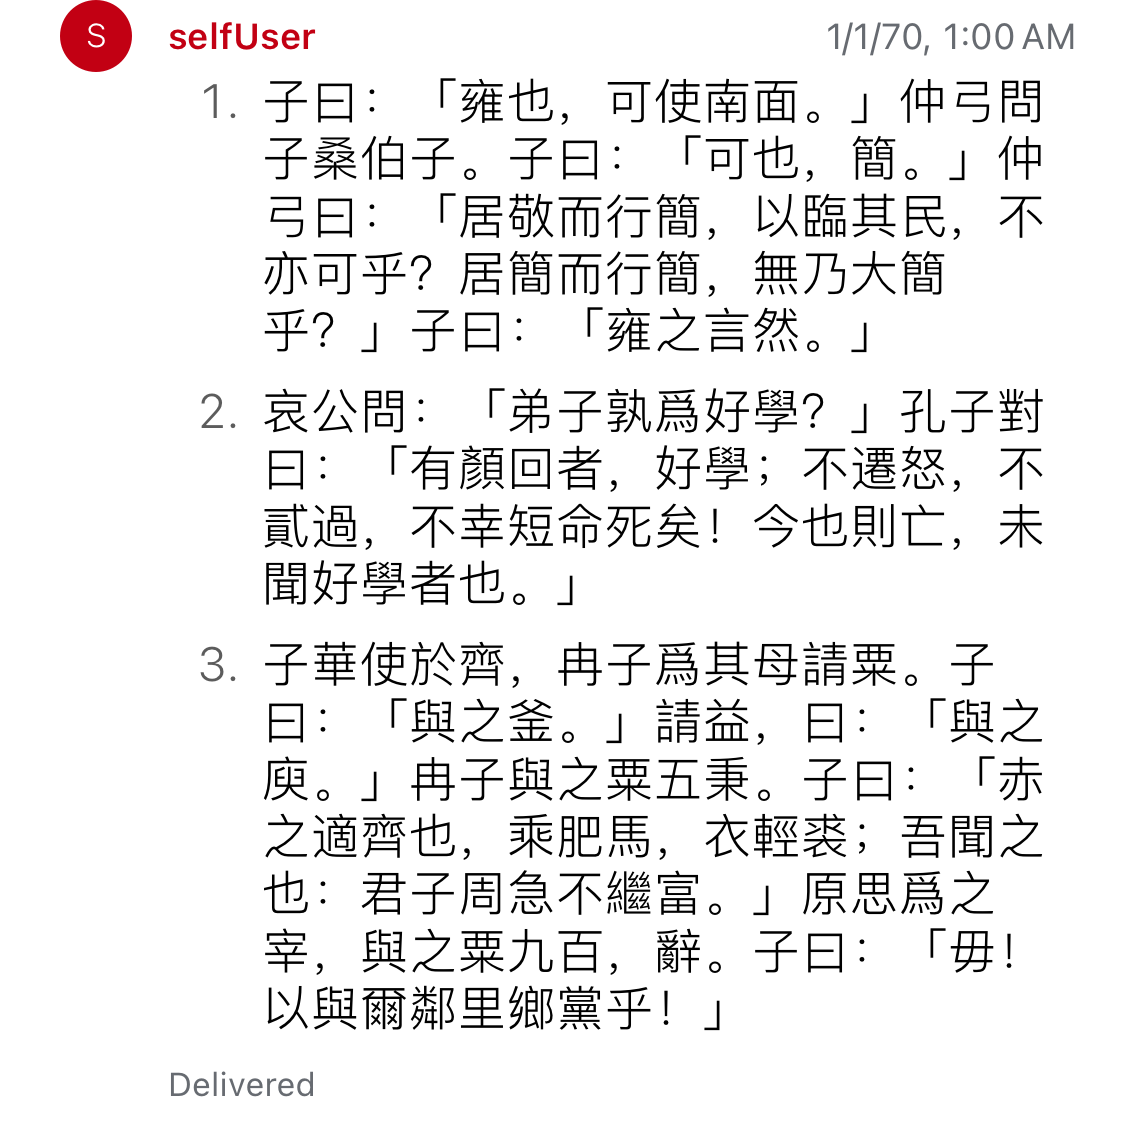 S selfUser 1/1/70, 1:00 AM
1. 子曰：「雍也，可使南面。」仲弓問
子桑伯子。子曰：「可也，簡。」仲
弓曰：「居敬而行簡，以臨其民，不
亦可乎？居簡而行簡，無乃大簡
乎？」子曰：「雍之言然。」
2. 哀公問：「弟子孰爲好學？」孔子對
曰：「有顏回者，好學；不遷怒，不
貳過，不幸短命死矣！今也則亡，未
聞好學者也。」
3. 子華使於齊，冉子爲其母請粟。子
曰：「與之釜。」請益，曰：「與之
庾。」冉子與之粟五秉。子曰：「赤
之適齊也，乘肥馬，衣輕裘；吾聞之
也：君子周急不繼富。」原思爲之
宰，與之粟九百，辭。子曰：「毋！
以與爾鄰里鄉黨乎！」
Delivered